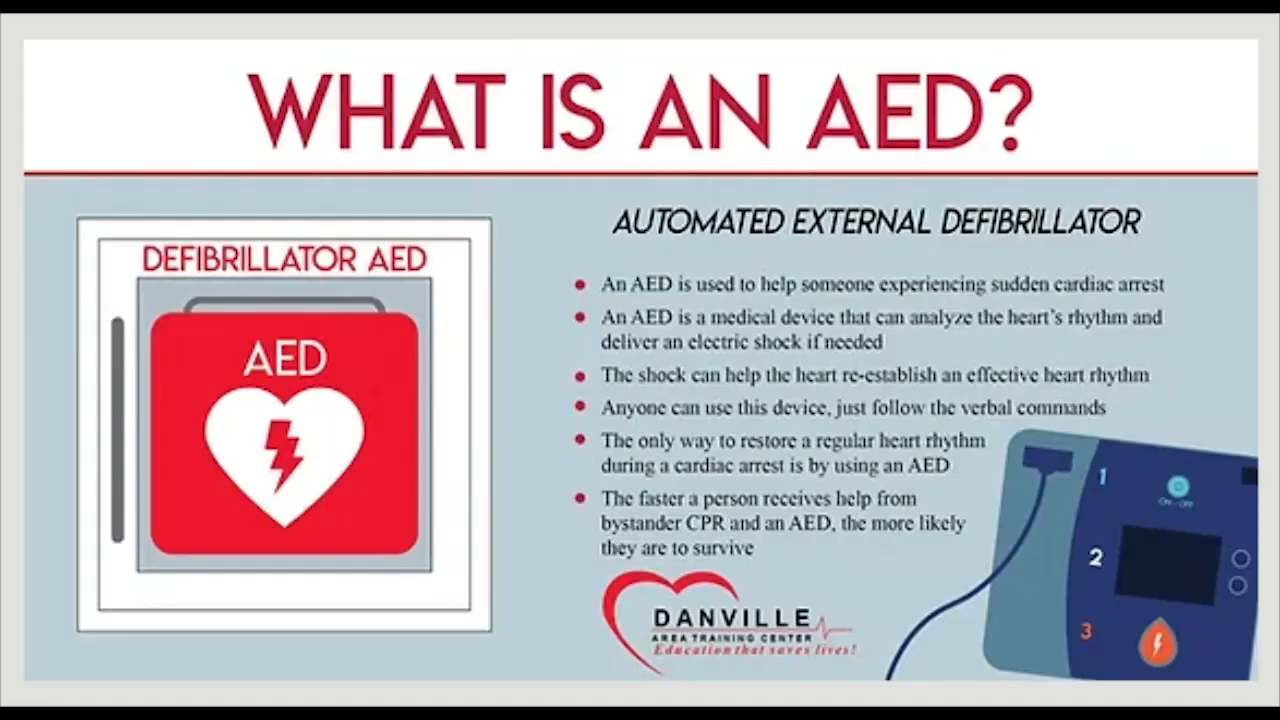 WHAT IS AN AED?
DEFIBRILLATOR AED
AED
AUTOMATED EXTERNAL DEFIBRILLATOR
An AED is used to help someone experiencing sudden cardiac arrest
An AED is a medical device that can analyze the heart's rhythm and
deliver an electric shock if needed
The shock can help the heart re-establish an effective heart rhythm
Anyone can use this device, just follow the verbal commands
The only way to restore a regular heart rhythm
during a cardiac arrest is by using an AED
The faster a person receives help from
bystander CPR and an AED, the more likely
they are to survive
DANVILLE
AREA TRAINING CENTER
Education that saves lives!
1
ON-OFF
2
3